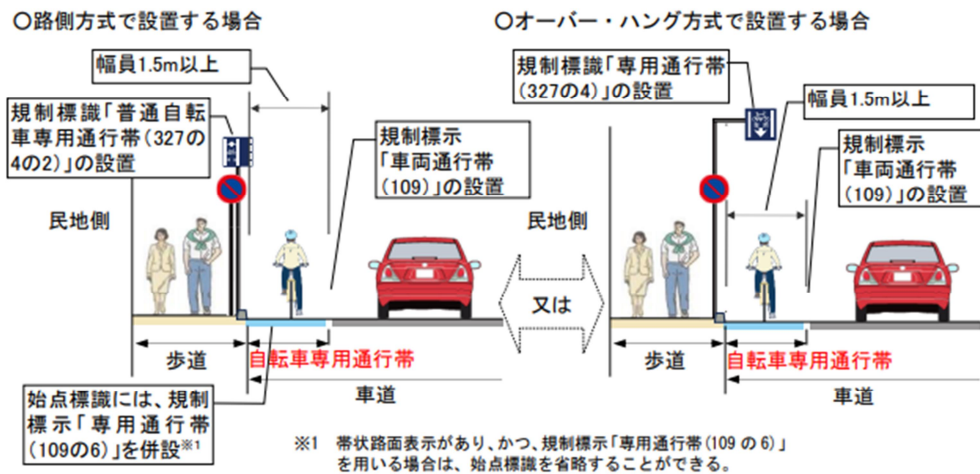 〇路側方式で設置する場合
幅員1.5m以上
規制標識「普通自転
車専用通行帯(327の
4の2)」の設置
規制標示
「車両通行帯
(109)」の設置
民地側
歩道
自転車専用通行帯
車道
始点標識には、規制
標示「専用通行帯
(109の6)」を併設※1
又は
〇オーバー・ハング方式で設置する場合
規制標識「専用通行帯
(327の4)」の設置
幅員1.5m以上
規制標示
「車両通行帯
(109)」の設置
民地側
歩道
自転車専用通行帯
車道
※1 帯状路面表示があり、かつ、規制標示「専用通行帯(109 の 6)」
を用いる場合は、始点標識を省略することができる。